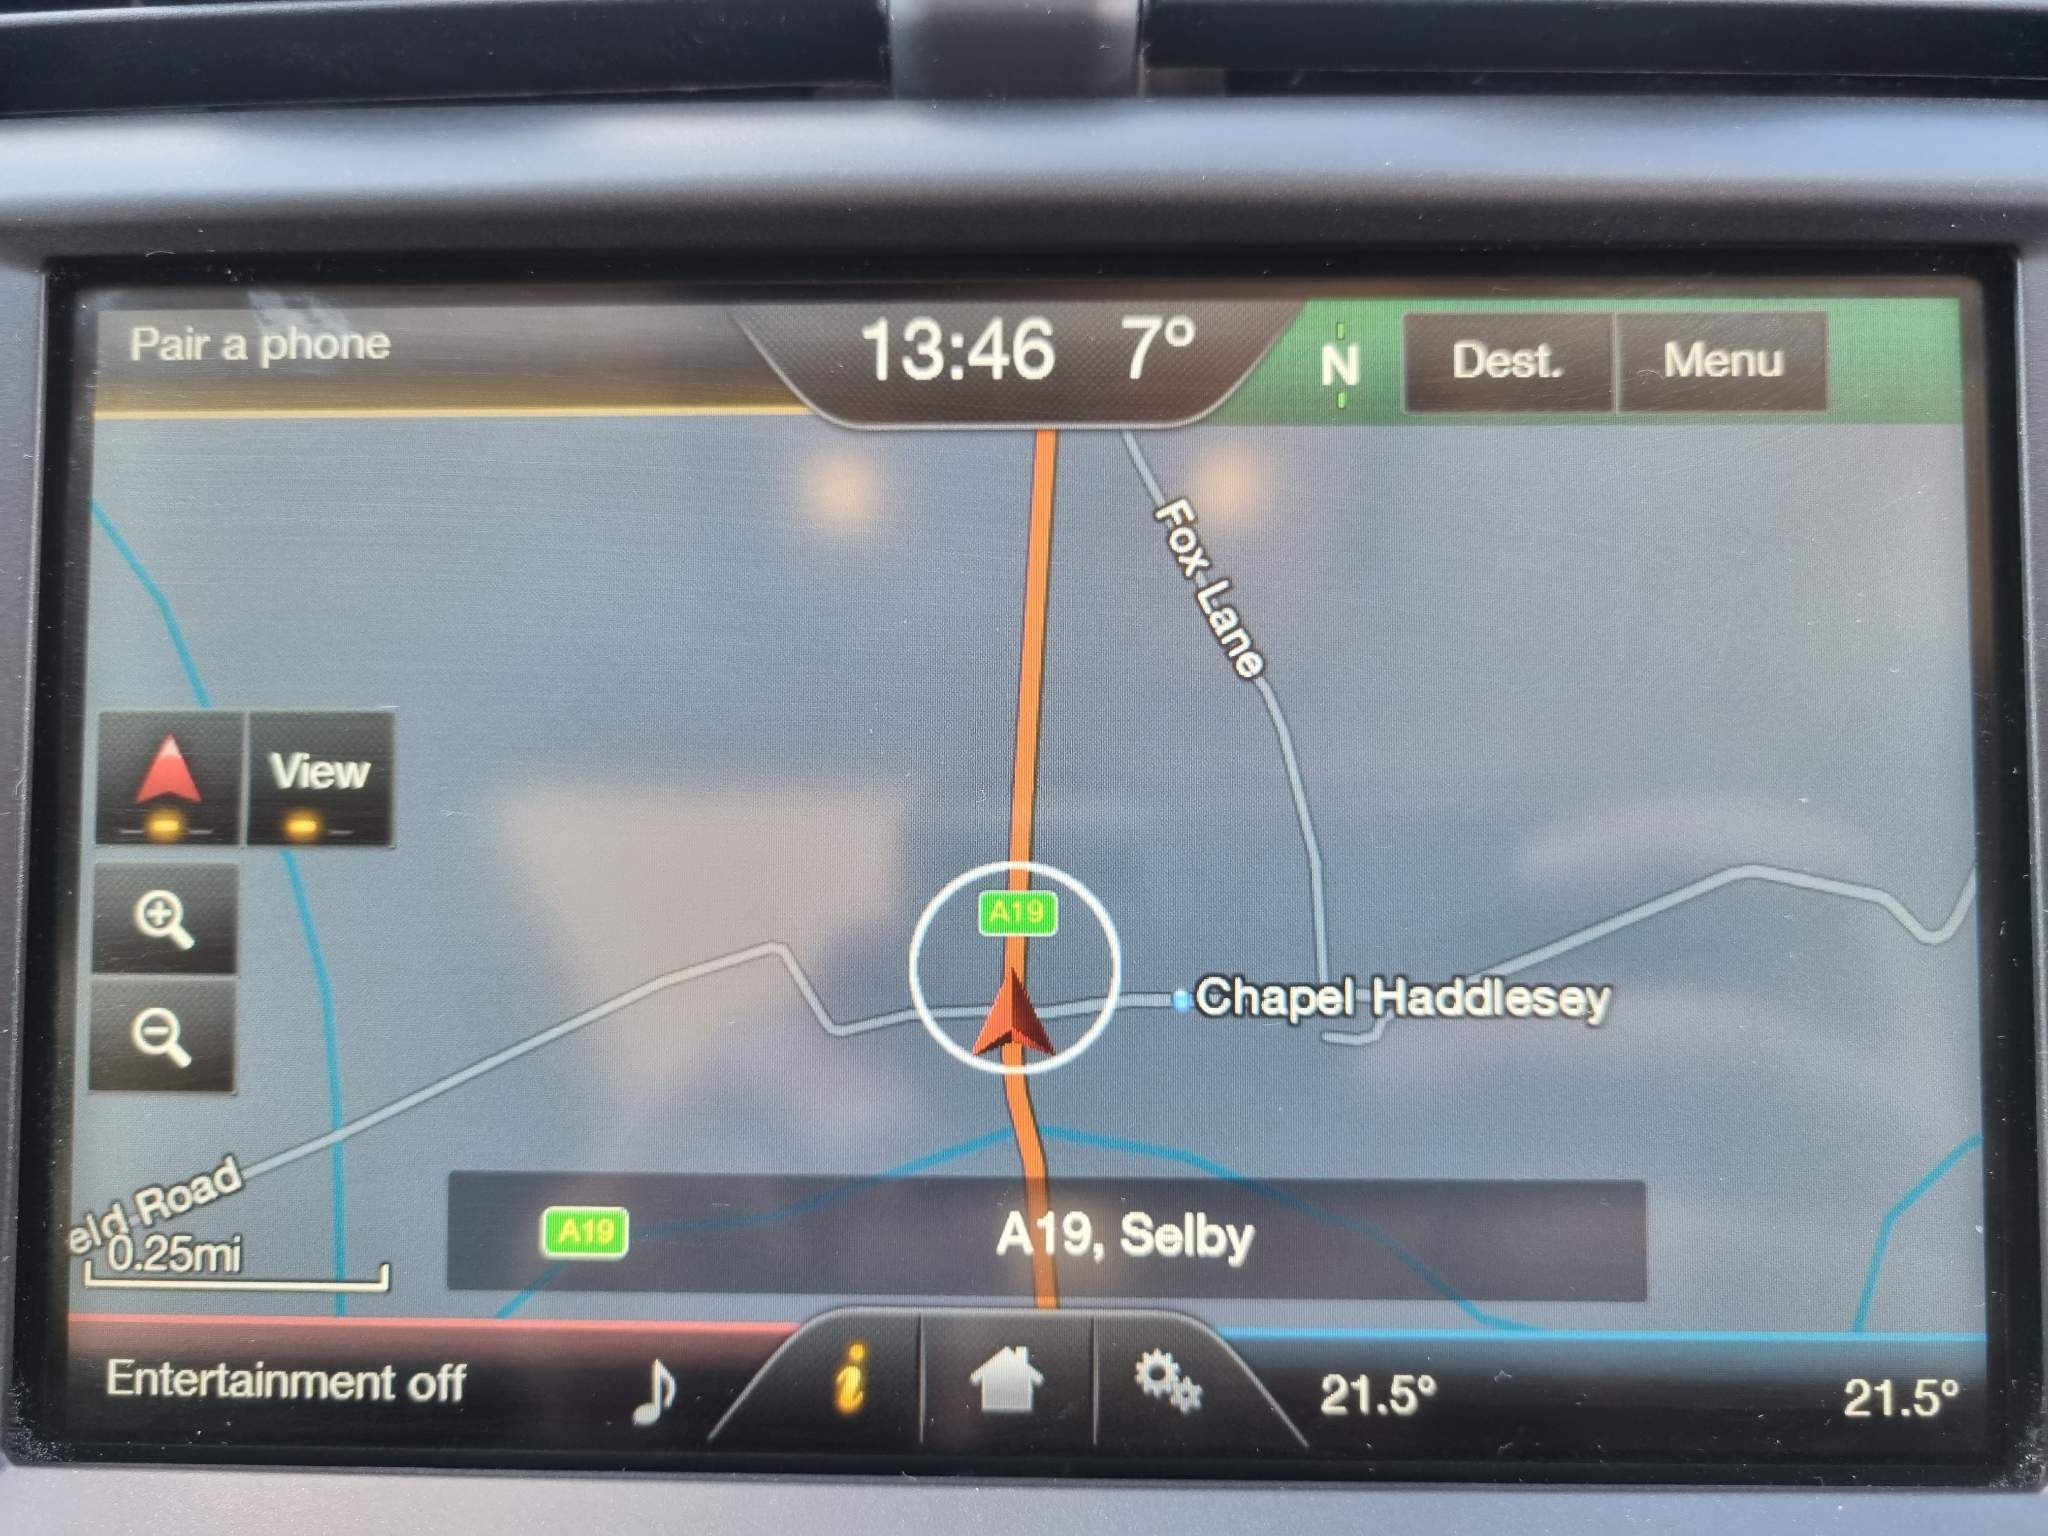 Pair a phone
13:46 7°
N
Dest.
Menu
Fox Lane
View
A19
Chapel Haddlesey
eld Road
0.25mi
A19
A19, Selby
Entertainment off
i
21.5°
21.5°